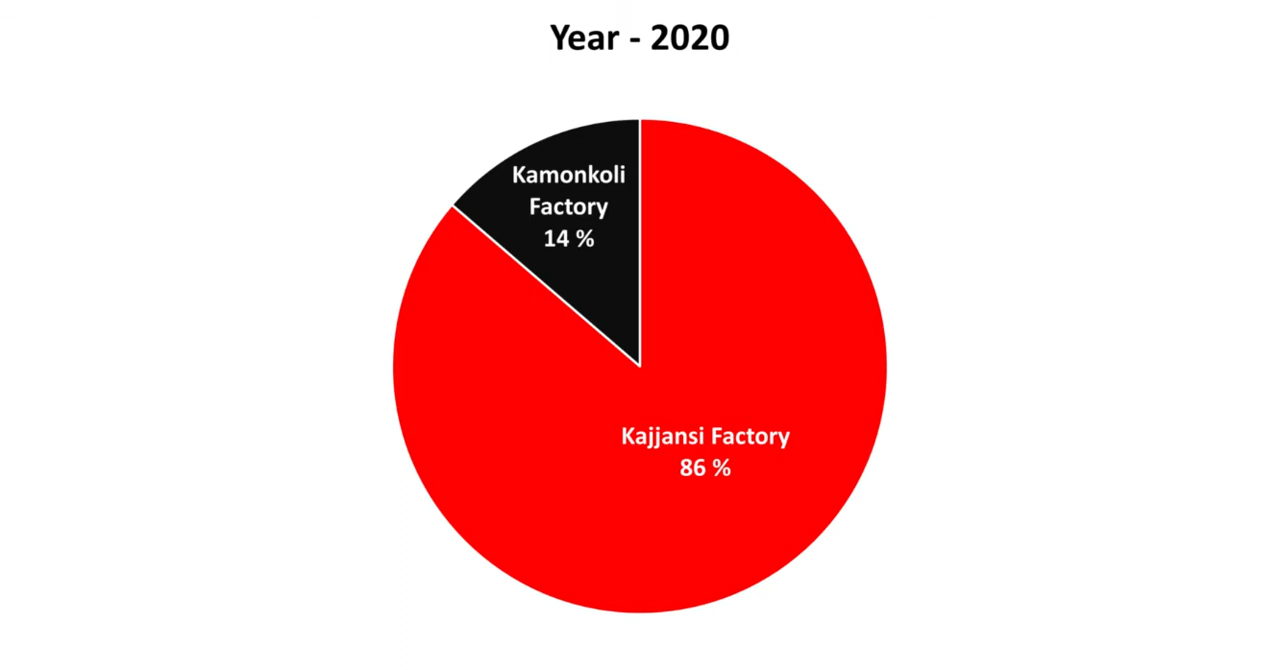 Year - 2020
Kamonkoli
Factory
14 %
Kajjansi Factory
86 %